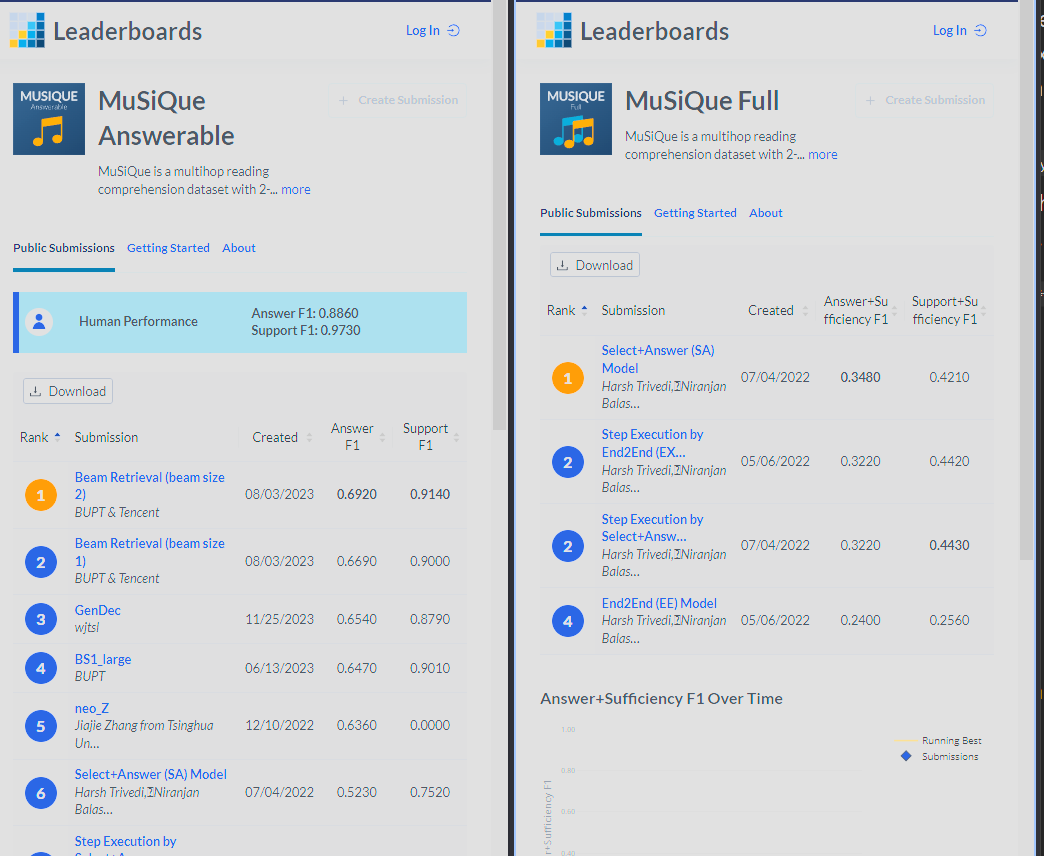 Leaderboards
Log In
MUSIQUE
Answerable
MuSiQue
Answerable
+ Create Submission
MuSiQue is a multihop reading
comprehension dataset with 2-... more
Public Submissions Getting Started About
Human Performance
Answer F1: 0.8860
Support F1: 0.9730
Download
Rank Submission Created Answer F1 Support F1
1 Beam Retrieval (beam size 2) 08/03/2023 0.6920 0.9140
BUPT & Tencent
2 Beam Retrieval (beam size 1) 08/03/2023 0.6690 0.9000
BUPT & Tencent
3 GenDec 11/25/2023 0.6540 0.8790
wjtsl
4 BS1_large 06/13/2023 0.6470 0.9010
BUPT
5 neo_Z 12/10/2022 0.6360 0.0000
Jiajie Zhang from Tsinghua
Un...
6 Select+Answer (SA) Model 07/04/2022 0.5230 0.7520
Harsh Trivedi, Niranjan
Balas...
Step Execution by
Leaderboards
Log In
MUSIQUE
Full
MuSiQue Full
+ Create Submission
MuSiQue is a multihop reading
comprehension dataset with 2-... more
Public Submissions Getting Started About
Download
Rank Submission Created Answer+Sufficiency F1 Support+Sufficiency F1
1 Select+Answer (SA) Model 07/04/2022 0.3480 0.4210
Harsh Trivedi, Niranjan
Balas...
2 Step Execution by End2End (EX... 05/06/2022 0.3220 0.4420
Harsh Trivedi, Niranjan
Balas...
2 Step Execution by Select+Answ... 07/04/2022 0.3220 0.4430
Harsh Trivedi, Niranjan
Balas...
4 End2End (EE) Model 05/06/2022 0.2400 0.2560
Harsh Trivedi, Niranjan
Balas...
Answer+Sufficiency F1 Over Time
1.00
0.80
0.60
0.40
r+Sufficiency F1
Running Best
Submissions